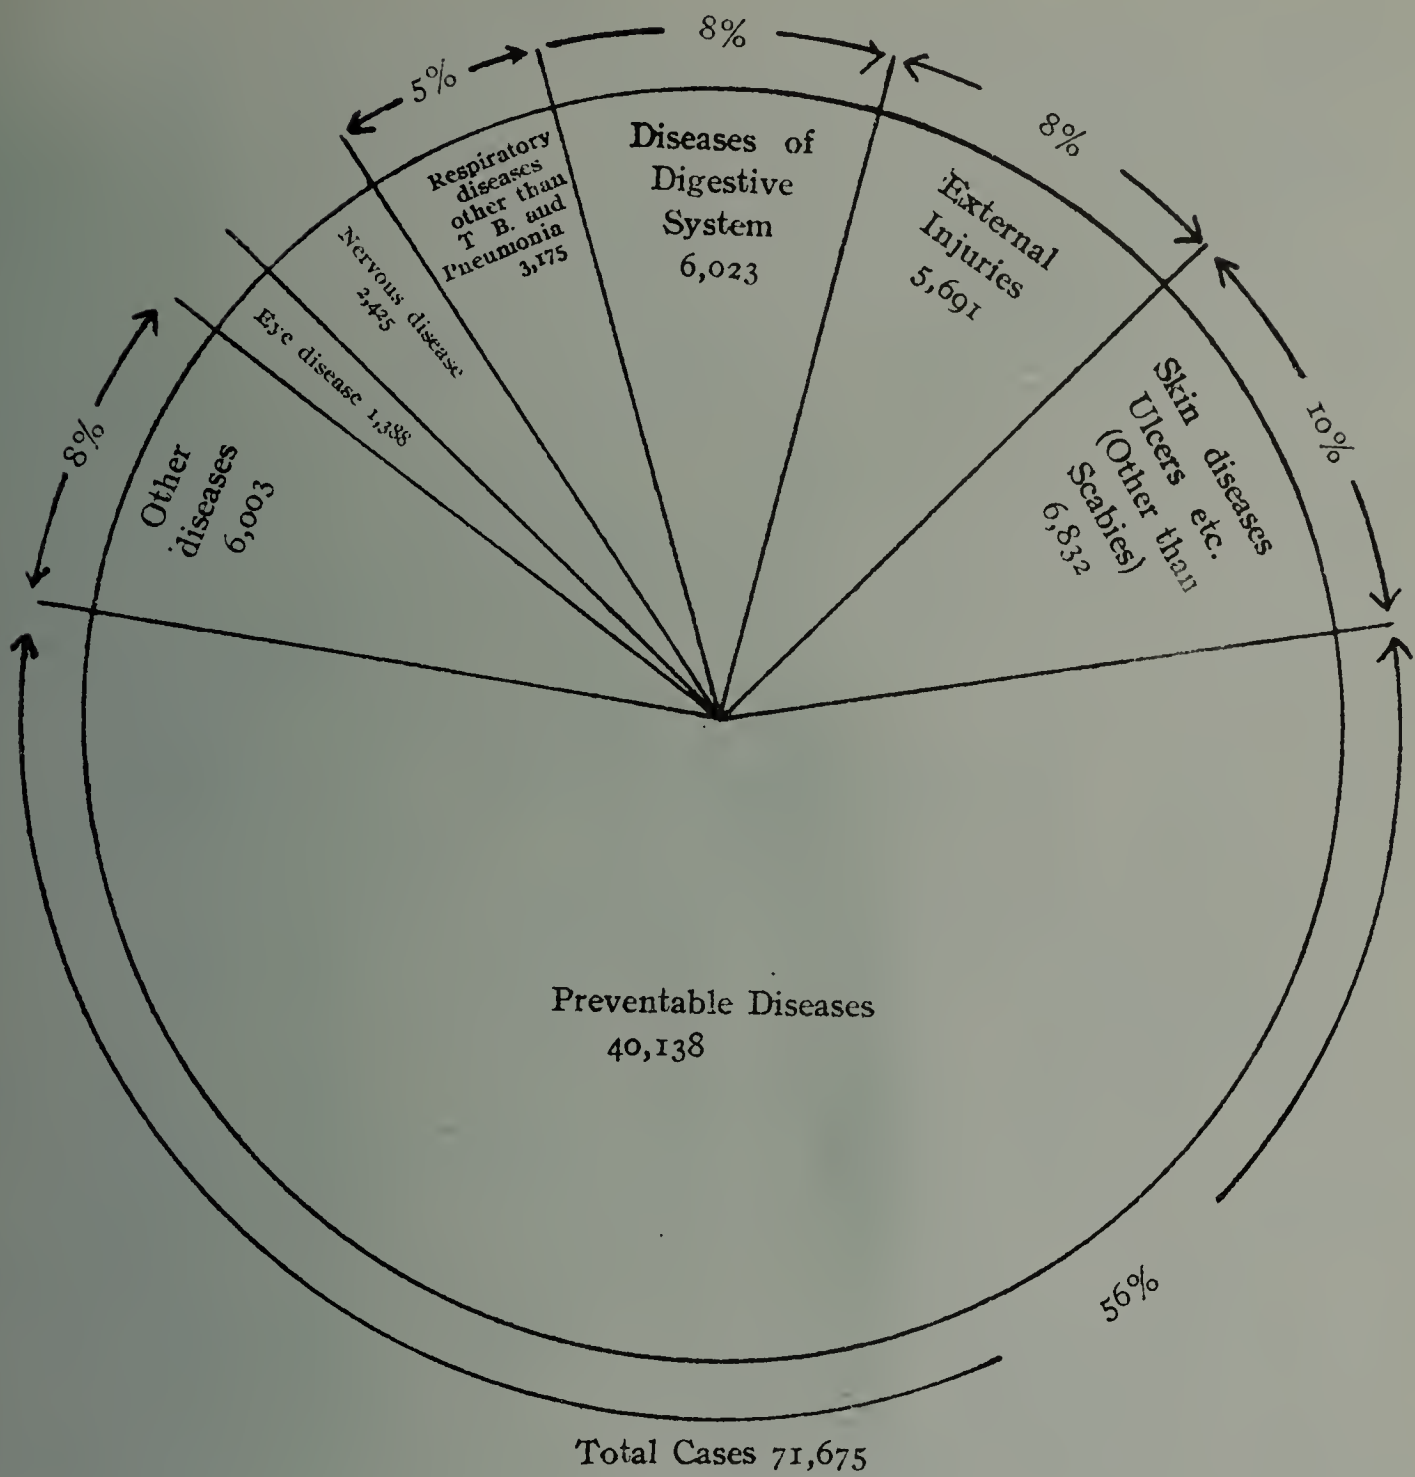 8%
5%
8%
Respiratory
diseases
other than
T B. and
Pneumonia
3,175
Diseases of
Digestive
System
6,023
External
Injuries
5,691
10%
Skin diseases
Ulcers etc.
(Other than
Scabies)
6,832
Nervous disease
2,425
Eye disease 1,388
8%
Other
diseases
6,003
Preventable Diseases
40,138
56%
Total Cases 71,675